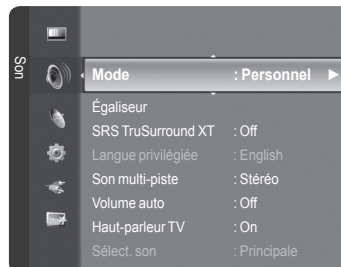 Son
Mode : Personnel
Égaliseur
SRS TruSurround XT : Off
Langue privilégiée : English
Son multi-piste : Stéréo
Volume auto : Off
Haut-parleur TV : On
Sélect. son : Principale